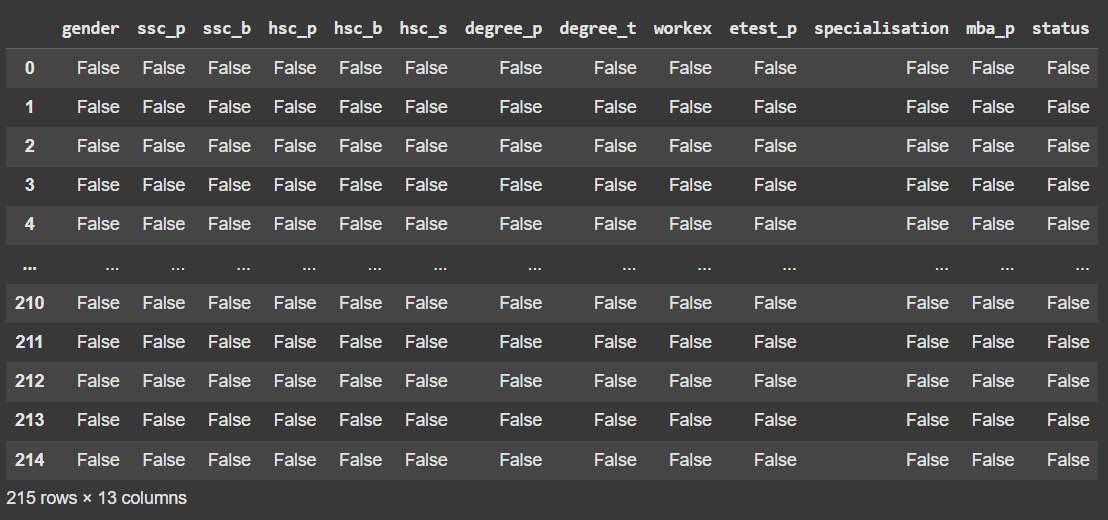 gender ssc_p ssc_b hsc_p hsc_b hsc_s degree_p degree_t workex etest_p specialisation mba_p status
0 False False False False False False False False False False False False False
1 False False False False False False False False False False False False False
2 False False False False False False False False False False False False False
3 False False False False False False False False False False False False False
4 False False False False False False False False False False False False False
... ... ... ... ... ... ... ... ... ... ... ... ... ...
210 False False False False False False False False False False False False False
211 False False False False False False False False False False False False False
212 False False False False False False False False False False False False False
213 False False False False False False False False False False False False False
214 False False False False False False False False False False False False False
215 rows × 13 columns